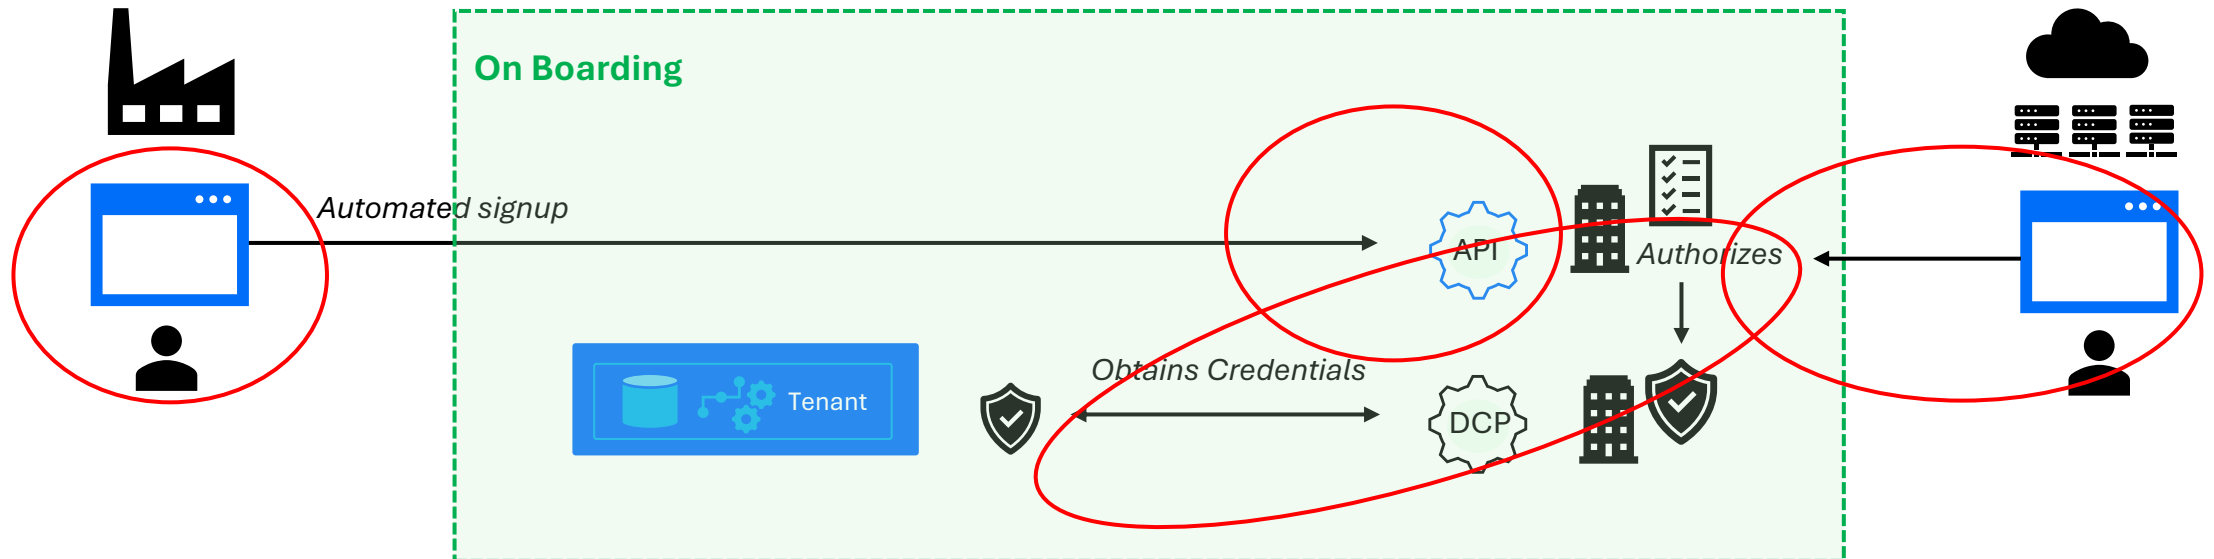 On Boarding
Automated signup
API
Authorizes
Obtains Credentials
Tenant
DCP